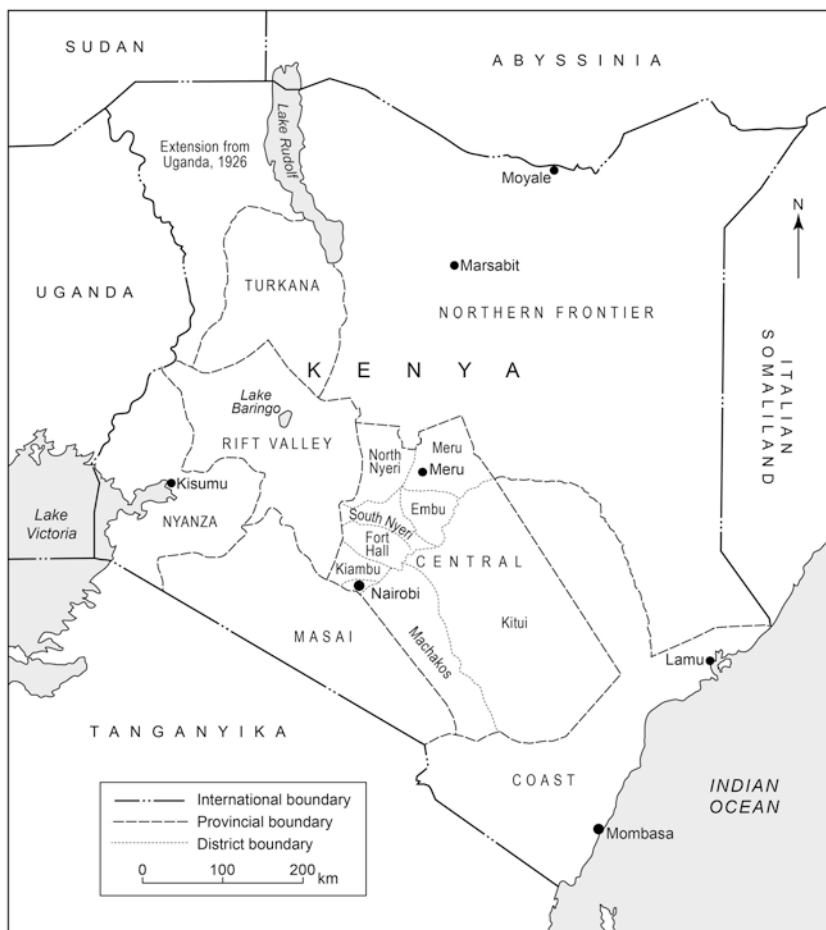 SUDAN
ABYSSINIA
Lake Rudolf
Extension from
Uganda, 1926
Moyale
N
Marsabit
UGANDA
TURKANA
NORTHERN FRONTIER
ITALIAN
SOMALILAND
KENYA
Lake
Baringo
RIFT VALLEY
North
Nyeri
Meru
Meru
Kisumu
Embu
Lake
Victoria
NYANZA
South Nyeri
Fort
Hall
CENTRAL
Kiambu
Nairobi
Kitui
MASAI
Machakos
Lamu
TANGANYIKA
COAST
INDIAN
OCEAN
Mombasa
International boundary
Provincial boundary
District boundary
0 100 200
km